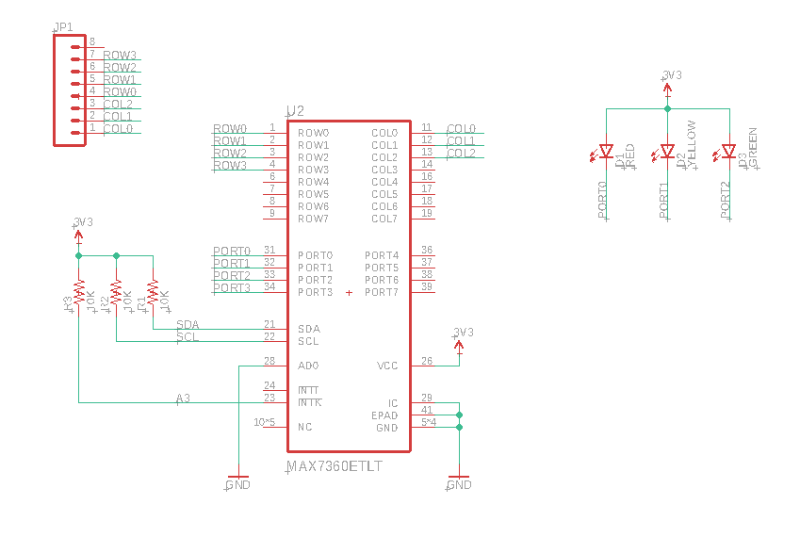 JP1
8
7 ROW3
6 ROW2
5 ROW1
4 ROW0
3 COL2
2 COL1
1 COL0
U2
ROW0 1 ROW0 COL0 11 COL0
ROW1 2 ROW1 COL1 12 COL1
ROW2 3 ROW2 COL2 13 COL2
ROW3 4 ROW3 COL3 14
6 ROW4 COL4 16
7 ROW5 COL5 17
8 ROW6 COL6 18
9 ROW7 COL7 19
PORT0 31 PORT0 PORT4 36
PORT1 32 PORT1 PORT5 37
PORT2 33 PORT2 PORT6 38
PORT3 34 PORT3 PORT7 39
SDA 21 SDA
SCL 22 SCL
28 AD0 VCC 26
24 INTI
A3 23 INTK IC 29
EPAD 41
10*5 NC GND 5*4
MAX7360ETLT
GND
GND
3V3
3V3
R3 10K
R2 10K
R1 10K
3V3
D1 RED
D2 YELLOW
D3 GREEN
PORT0
PORT1
PORT2